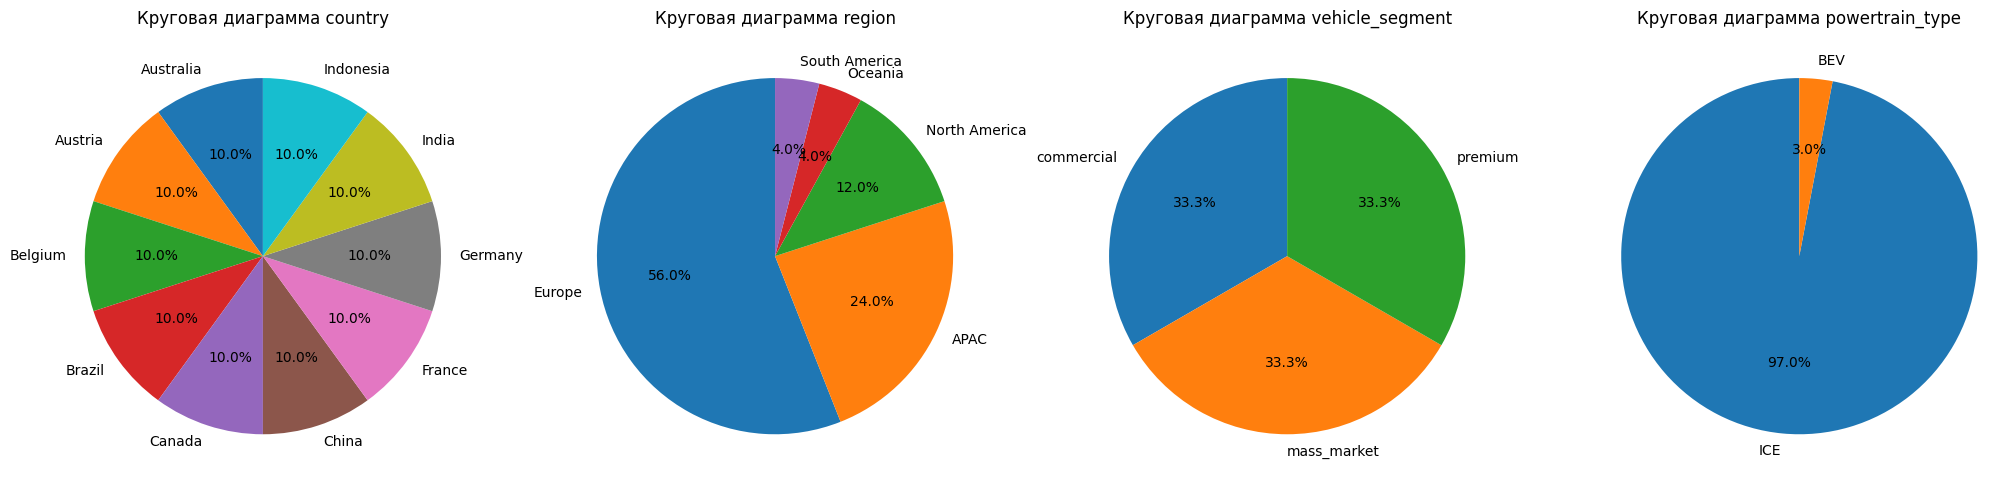 Круговая диаграмма country
Australia
Indonesia
Austria
India
10.0%
10.0%
10.0%
10.0%
Belgium
10.0%
10.0%
Germany
10.0%
10.0%
Brazil
10.0%
10.0%
France
Canada
China
Круговая диаграмма region
South America
Oceania
North America
4.0%
4.0%
12.0%
Europe
56.0%
24.0%
APAC
Круговая диаграмма vehicle_segment
commercial
premium
33.3%
33.3%
33.3%
mass_market
Круговая диаграмма powertrain_type
BEV
3.0%
97.0%
ICE